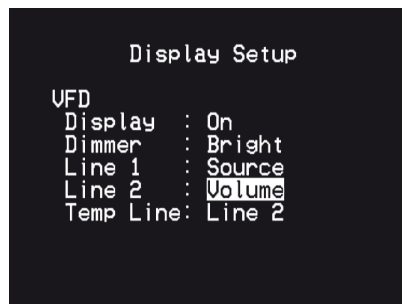 Display Setup
VFD
Display : On
Dimmer : Bright
Line 1 : Source
Line 2 : Volume
Temp Line: Line 2